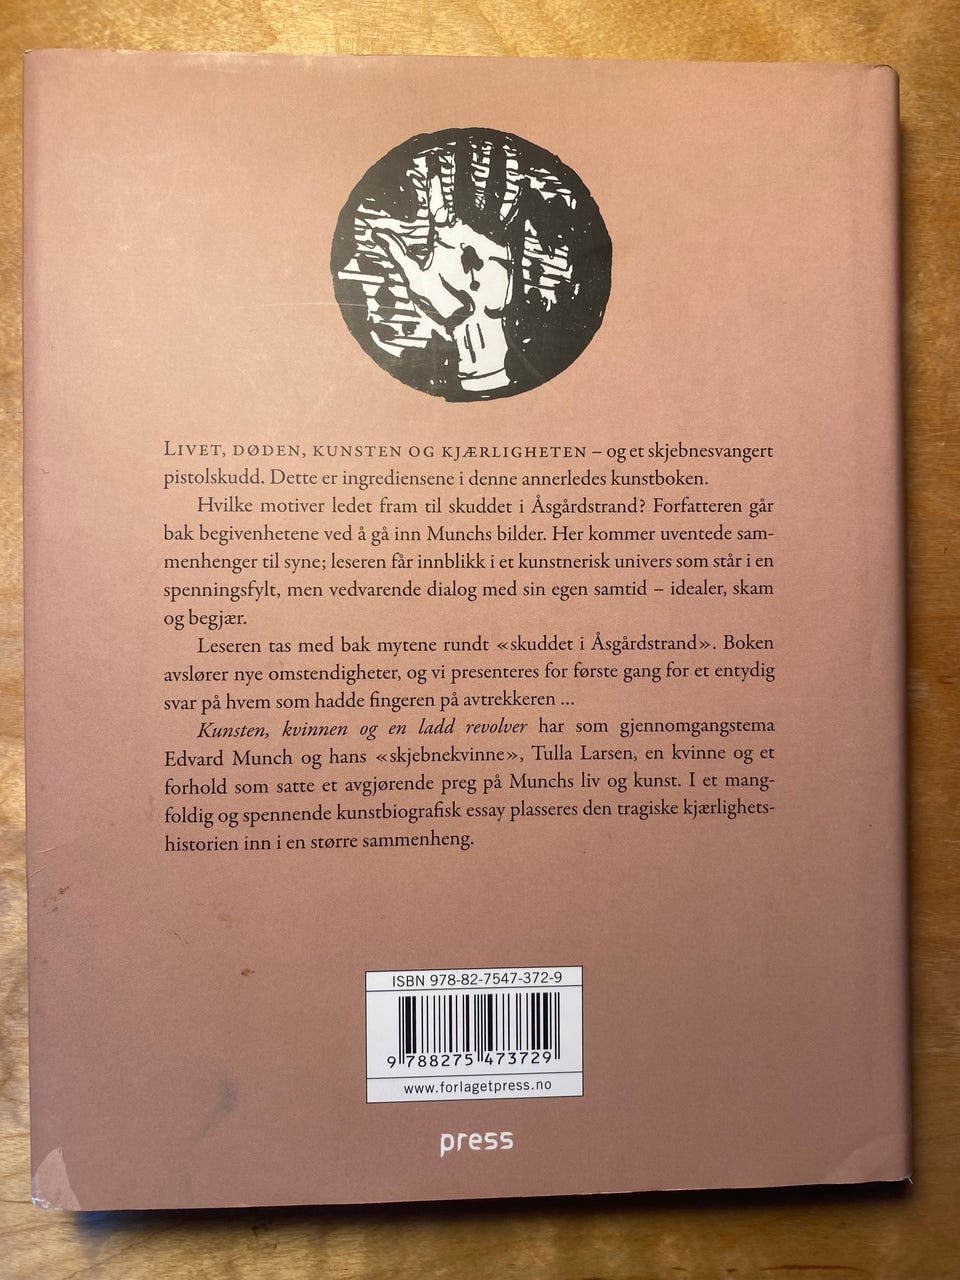 LIVET, DØDEN, KUNSTEN OG KJÆRLIGHETEN – og et skjebnesvangert
pistolskudd. Dette er ingrediensene i denne annerledes kunstboken.
Hvilke motiver ledet fram til skuddet i Åsgårdstrand? Forfatteren går
bak begivenhetene ved å gå inn Munchs bilder. Her kommer uventede sam-
menhenger til syne; leseren får innblikk i et kunstnerisk univers som står i en
spenningsfylt, men vedvarende dialog med sin egen samtid – idealer, skam
og begjær.
Leseren tas med bak mytene rundt «skuddet i Åsgårdstrand». Boken
avslører nye omstendigheter, og vi presenteres for første gang for et entydig
svar på hvem som hadde fingeren på avtrekkeren ...
Kunsten, kvinnen og en ladd revolver har som gjennomgangstema
Edvard Munch og hans «skjebnekvinne», Tulla Larsen, en kvinne og et
forhold som satte et avgjørende preg på Munchs liv og kunst. I et mang-
foldig og spennende kunstbiografisk essay plasseres den tragiske kjærlighets-
historien inn i en større sammenheng.
ISBN 978-82-7547-372-9
9 788275 473729
www.forlagetpress.no
press